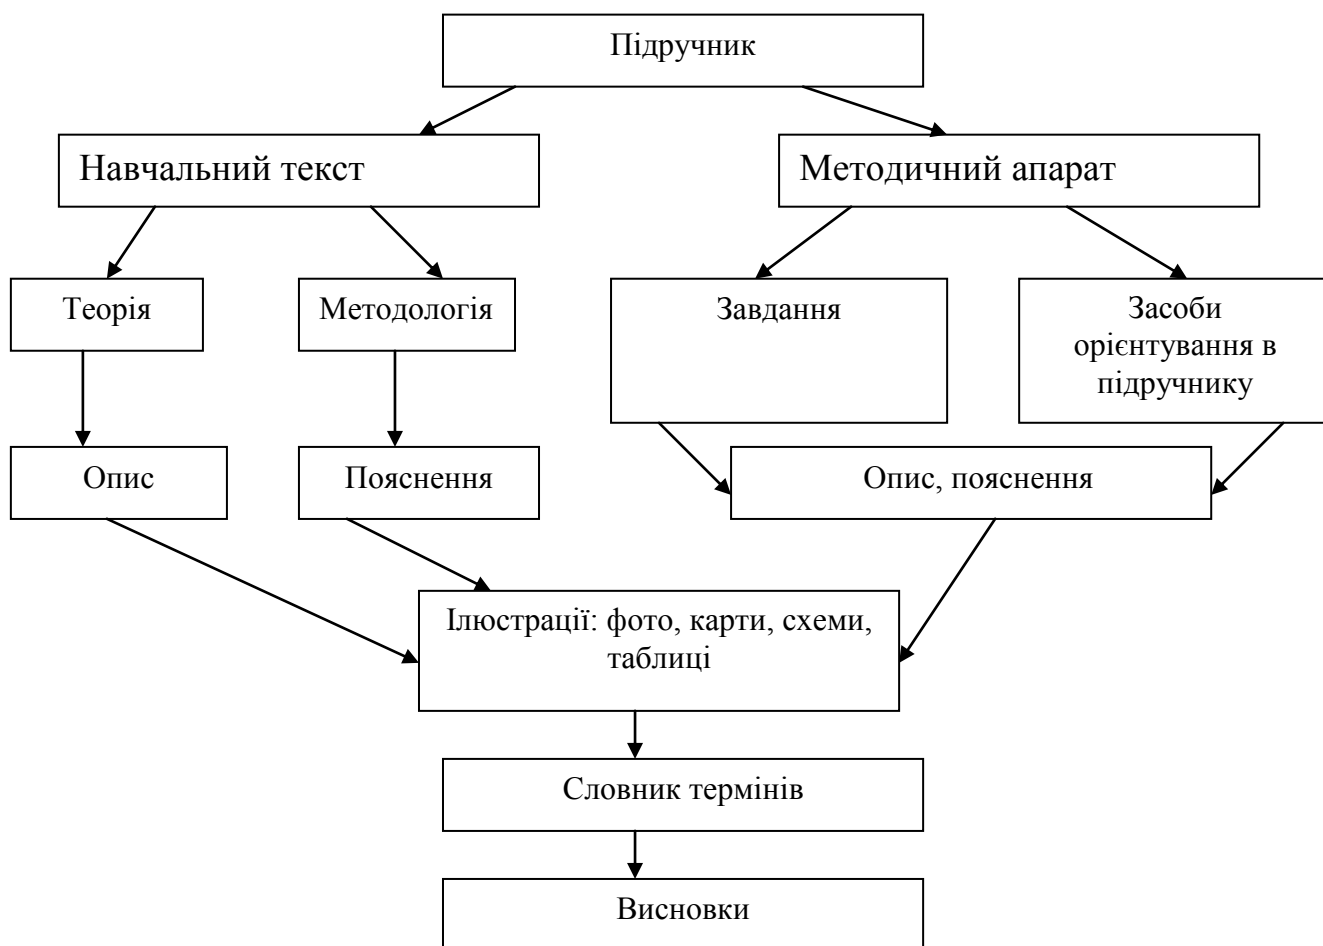 Підручник
Навчальний текст
Методичний апарат
Теорія
Методологія
Завдання
Засоби
орієнтування в
підручнику
Опис
Пояснення
Опис, пояснення
Ілюстрації: фото, карти, схеми,
таблиці
Словник термінів
Висновки